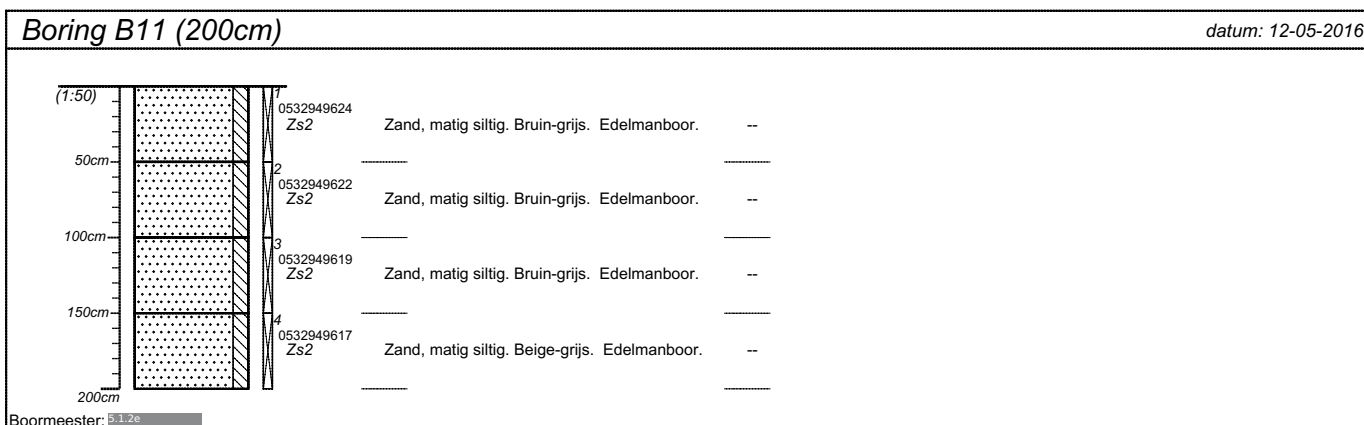 Boring B11 (200cm)
datum: 12-05-2016
(1:50)
1
0532949624
Zs2 Zand, matig siltig. Bruin-grijs. Edelmanboor. --
50cm
2
0532949622
Zs2 Zand, matig siltig. Bruin-grijs. Edelmanboor. --
100cm
3
0532949619
Zs2 Zand, matig siltig. Bruin-grijs. Edelmanboor. --
150cm
4
0532949617
Zs2 Zand, matig siltig. Beige-grijs. Edelmanboor. --
200cm
Boormeester: 5.1.2e